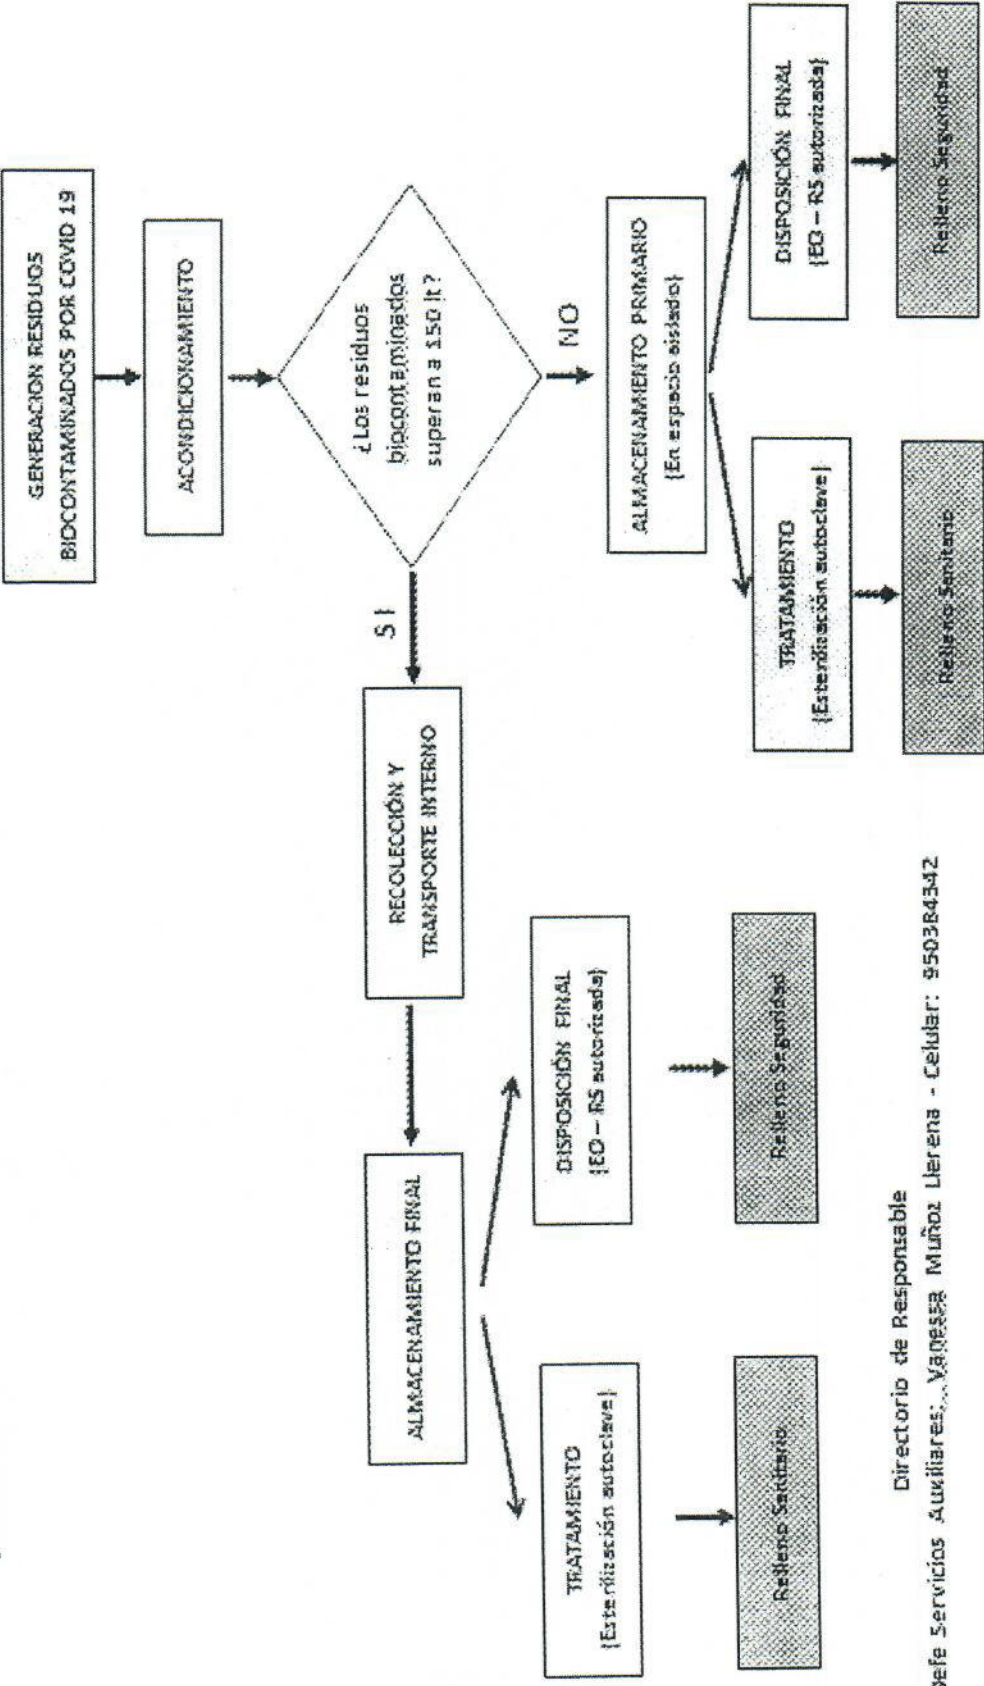 GENERACION RESIDUOS
BIOCONTAMINADOS POR COVID 19
ACONDICIONAMIENTO
¿Los residuos
biocontaminados
superan a 150 lt?
SI
NO
RECOLECCIÓN Y
TRANSPORTE INTERNO
ALMACENAMIENTO FINAL
TRATAMIENTO
(Esterilización autoclave)
Relleno Sanitario
DISPOSICIÓN FINAL
(EO – RS autorizada)
Relleno Seguridad
ALMACENAMIENTO PRIMARIO
(En espacio aislado)
TRATAMIENTO
(Esterilización autoclave)
Relleno Sanitario
DISPOSICIÓN FINAL
(EO – RS autorizada)
Relleno Seguridad
Directorio de Responsable
Jefe Servicios Auxiliares: Vanessa Muñoz Llerena - Celular: 950384342